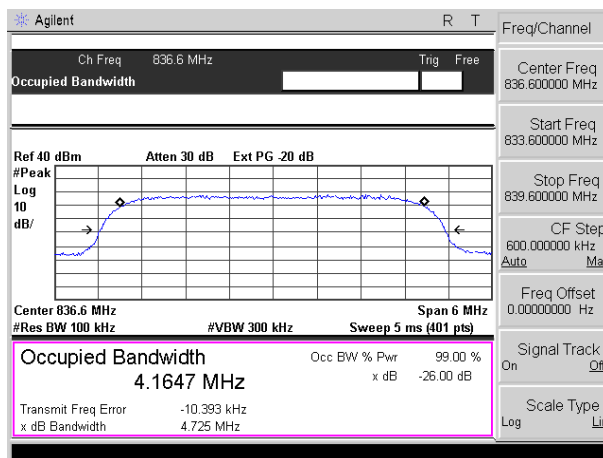 Agilent R T
Ch Freq 836.6 MHz Trig Free
Occupied Bandwidth
Ref 40 dBm Atten 30 dB Ext PG -20 dB
#Peak
Log
10
dB/
Center 836.6 MHz Span 6 MHz
#Res BW 100 kHz #VBW 300 kHz Sweep 5 ms (401 pts)
Occupied Bandwidth Occ BW % Pwr 99.00 %
4.1647 MHz x dB -26.00 dB
Transmit Freq Error -10.393 kHz
x dB Bandwidth 4.725 MHz
Freq/Channel
Center Freq
836.600000 MHz
Start Freq
833.600000 MHz
Stop Freq
839.600000 MHz
CF Step
600.000000 kHz
Auto Ma
Freq Offset
0.00000000 Hz
Signal Track
On Off
Scale Type
Log Li